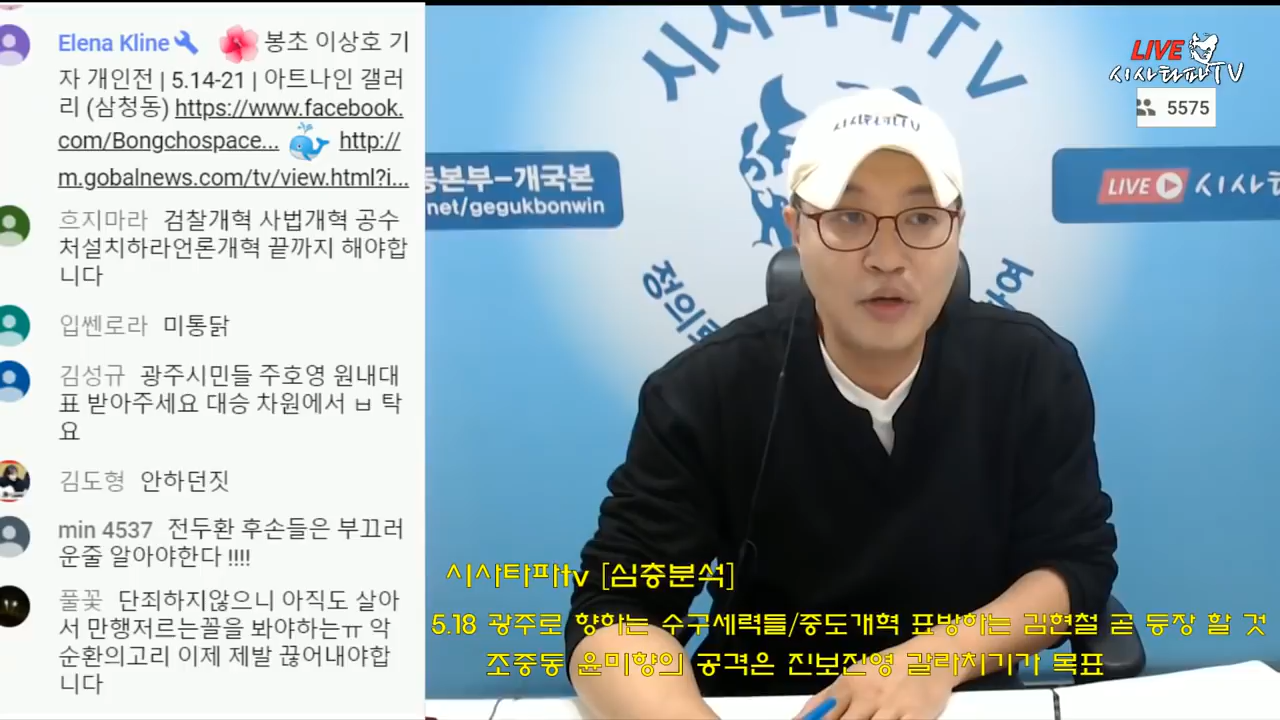 Elena Kline 봉초 이상호 기
자 개인전 | 5.14-21 | 아트나인 갤러
리 (삼청동) https://www.facebook.
com/Bongchospace... http://
m.gobalnews.com/tv/view.html?i...
흐지마라 검찰개혁 사법개혁 공수
처설치하라언론개혁 끝까지 해야합
니다
입쎈로라 미통닭
김성규 광주시민들 주호영 원내대
표 받아주세요 대승 차원에서 ㅂ 탁
요
김도형 안하던짓
min 4537 전두환 후손들은 부끄러
운줄 알아야한다 !!!!
풀꽃 단죄하지않으니 아직도 살아
서 만행저르는꼴을 봐야하는ㅠ 악
순환의고리 이제 제발 끊어내야합
니다
시사타파TV
LIVE
시사타파TV
5575
시사타파TV
동본부-개국본
net/gegukbonwin
LIVE 시사타
정의로
시사타파tv [심층분석]
5.18 광주로 향하는 수구세력들/중도개혁 표방하는 김현철 곧 등장 할 것
조중동 윤미향의 공격은 진보진영 갈라치기가 목표